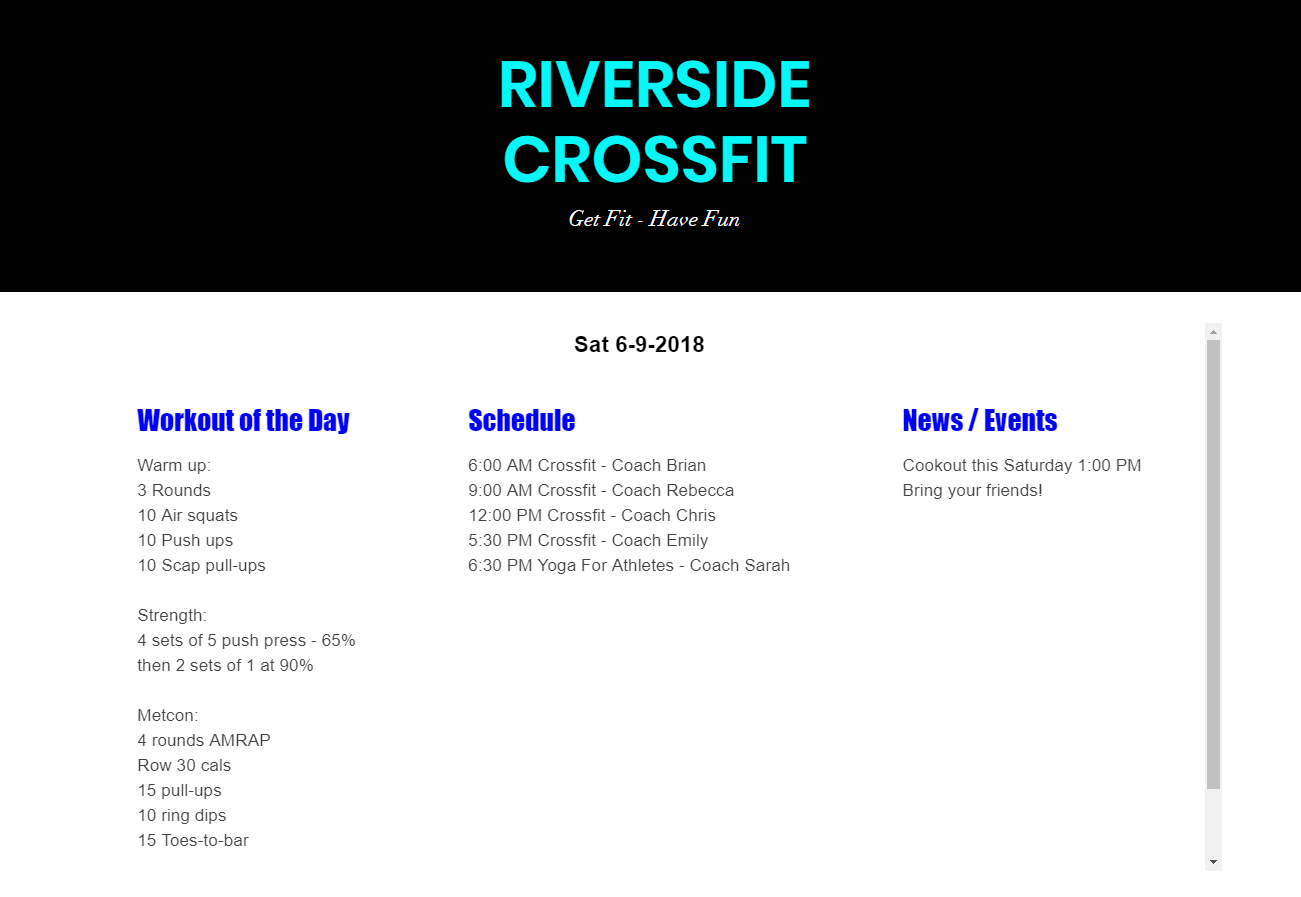 RIVERSIDE
CROSSFIT
Get Fit - Have Fun
Sat 6-9-2018
Workout of the Day
Warm up:
3 Rounds
10 Air squats
10 Push ups
10 Scap pull-ups
Strength:
4 sets of 5 push press - 65%
then 2 sets of 1 at 90%
Metcon:
4 rounds AMRAP
Row 30 cals
15 pull-ups
10 ring dips
15 Toes-to-bar
Schedule
6:00 AM Crossfit - Coach Brian
9:00 AM Crossfit - Coach Rebecca
12:00 PM Crossfit - Coach Chris
5:30 PM Crossfit - Coach Emily
6:30 PM Yoga For Athletes - Coach Sarah
News / Events
Cookout this Saturday 1:00 PM
Bring your friends!